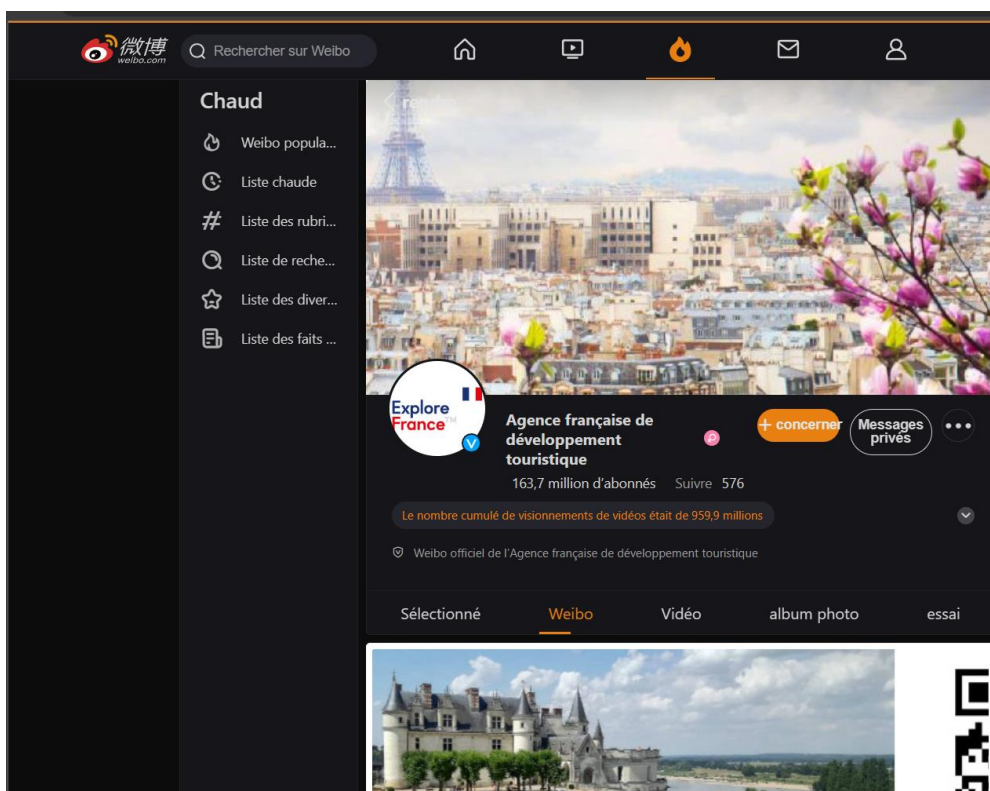 微博
weibo.com
Rechercher sur Weibo
Chaud
Weibo popula...
Liste chaude
Liste des rubri...
Liste de reche...
Liste des diver...
Liste des faits ...
Explore
France™
Agence française de
développement
touristique
+ concerner
Messages
privés
163,7 million d'abonnés Suivre 576
Le nombre cumulé de visionnements de vidéos était de 959,9 millions
Weibo officiel de l'Agence française de développement touristique
Sélectionné Weibo Vidéo album photo essai